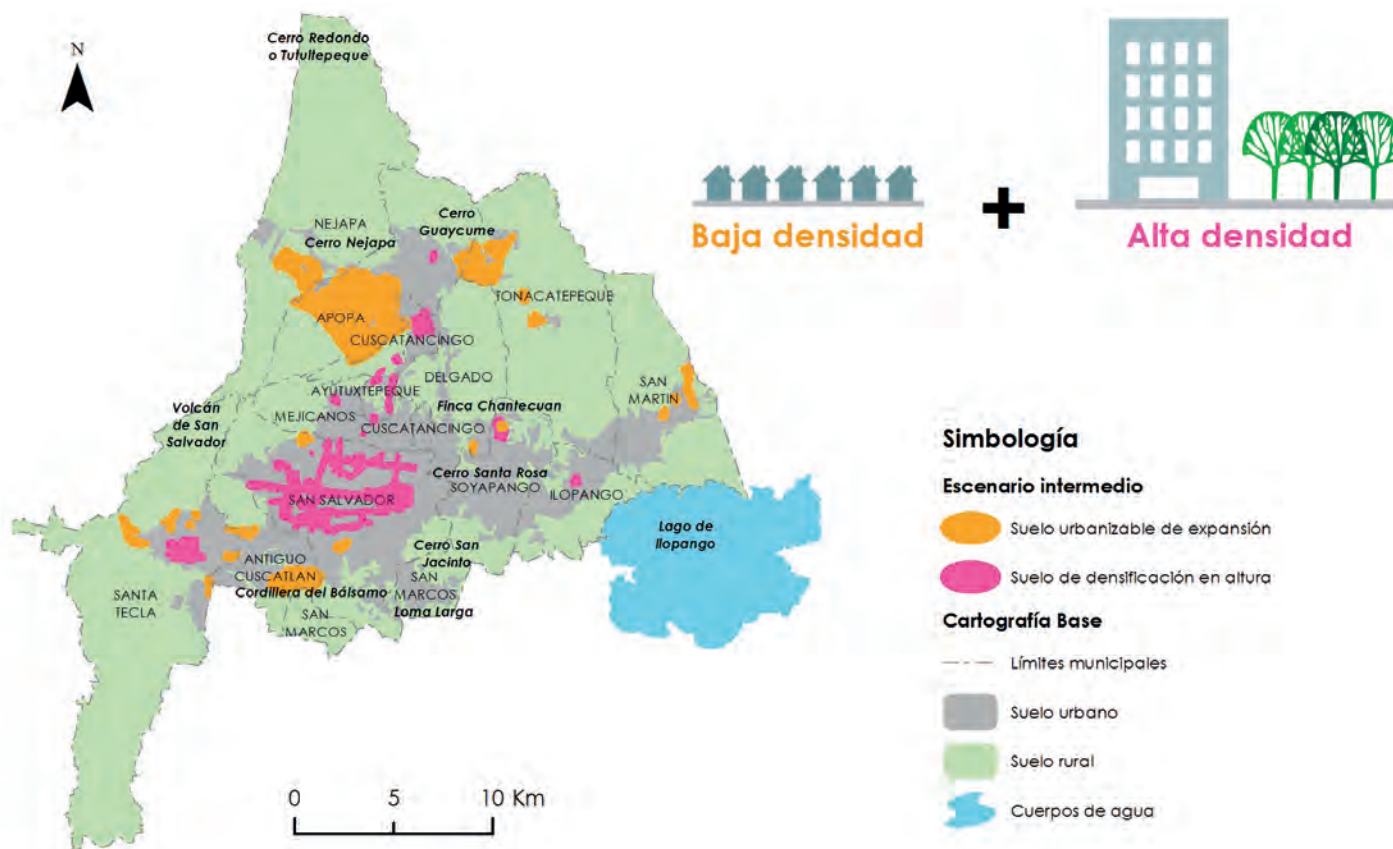 Cerro Redondo
o Tutultepeque
N
NEJAPA
Cerro Nejapa
Cerro
Guaycume
APOPA
TONACATEPEQUE
CUSCATANCINGO
AYUTUXTEPEQUE
DELGADO
SAN
MARTIN
Volcán
de San
Salvador
MEJICANOS
Finca Chantecuan
CUSCATANCINGO
Cerro Santa Rosa
SOYAPANGO
SAN SALVADOR
ILOPANGO
Lago de
Ilopango
Cerro San
Jacinto
ANTIGUO
CUSCATLAN
SANTA
TECLA
Cordillera del Bálsamo
SAN
MARCOS
SAN
MARCOS
Loma Larga
0 5 10 Km
Baja densidad
+
Alta densidad
Simbología
Escenario intermedio
Suelo urbanizable de expansión
Suelo de densificación en altura
Cartografía Base
Límites municipales
Suelo urbano
Suelo rural
Cuerpos de agua